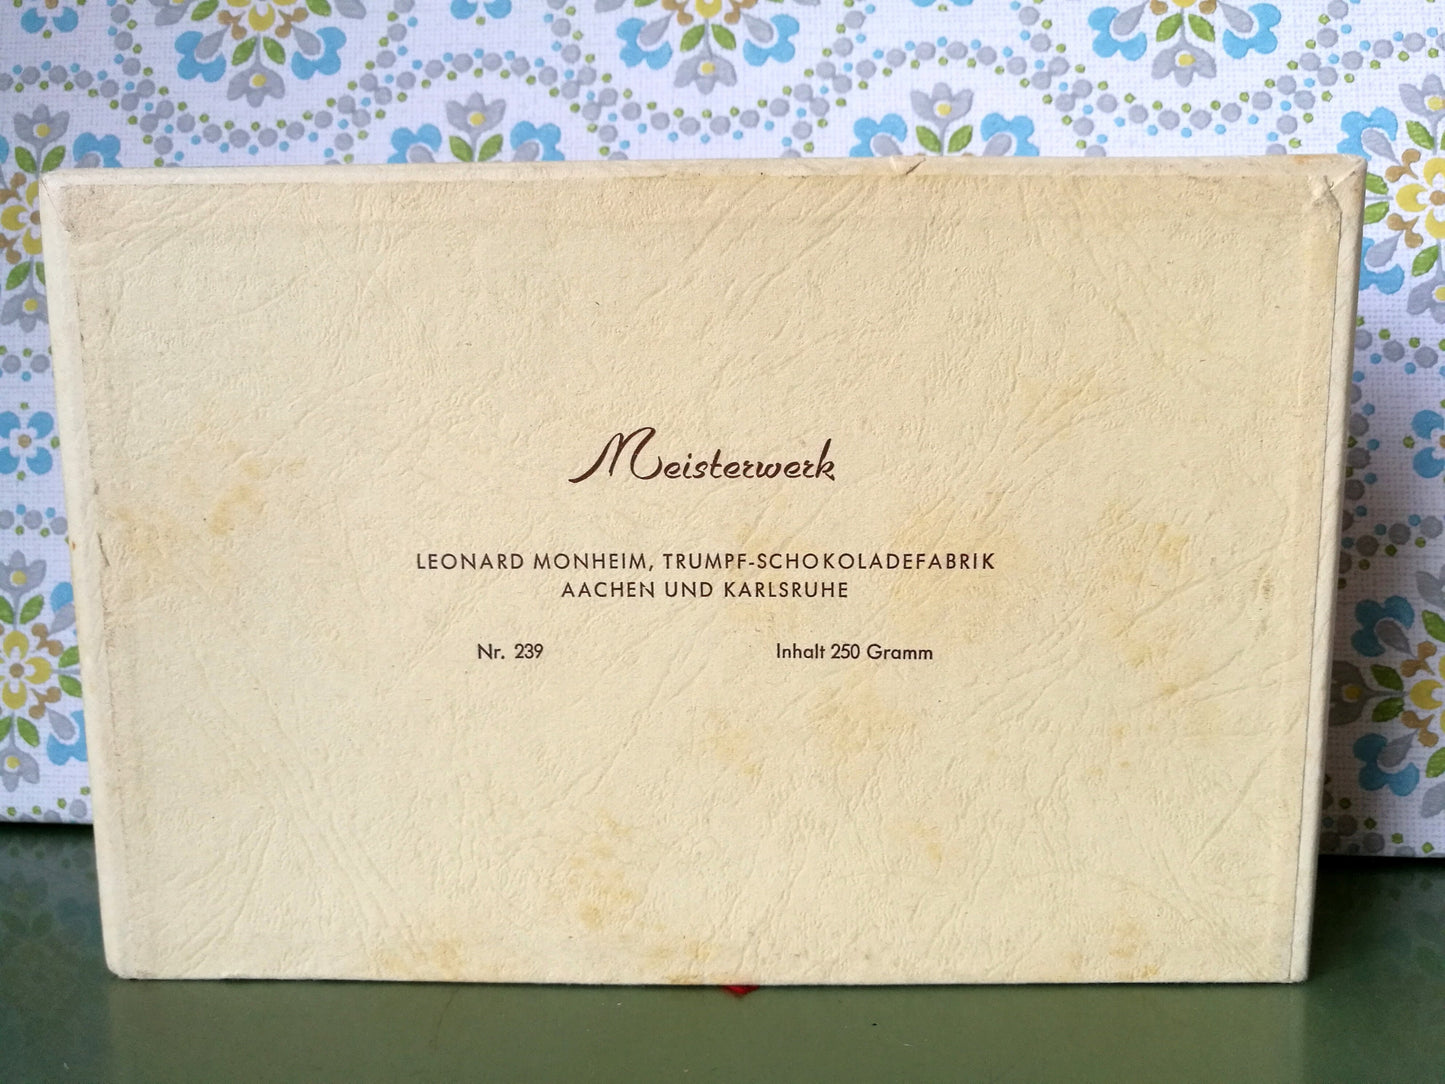 Meisterwerk
LEONARD MONHEIM, TRUMPF-SCHOKOLADEFABRIK
AACHEN UND KARLSRUHE
Nr. 239 Inhalt 250 Gramm